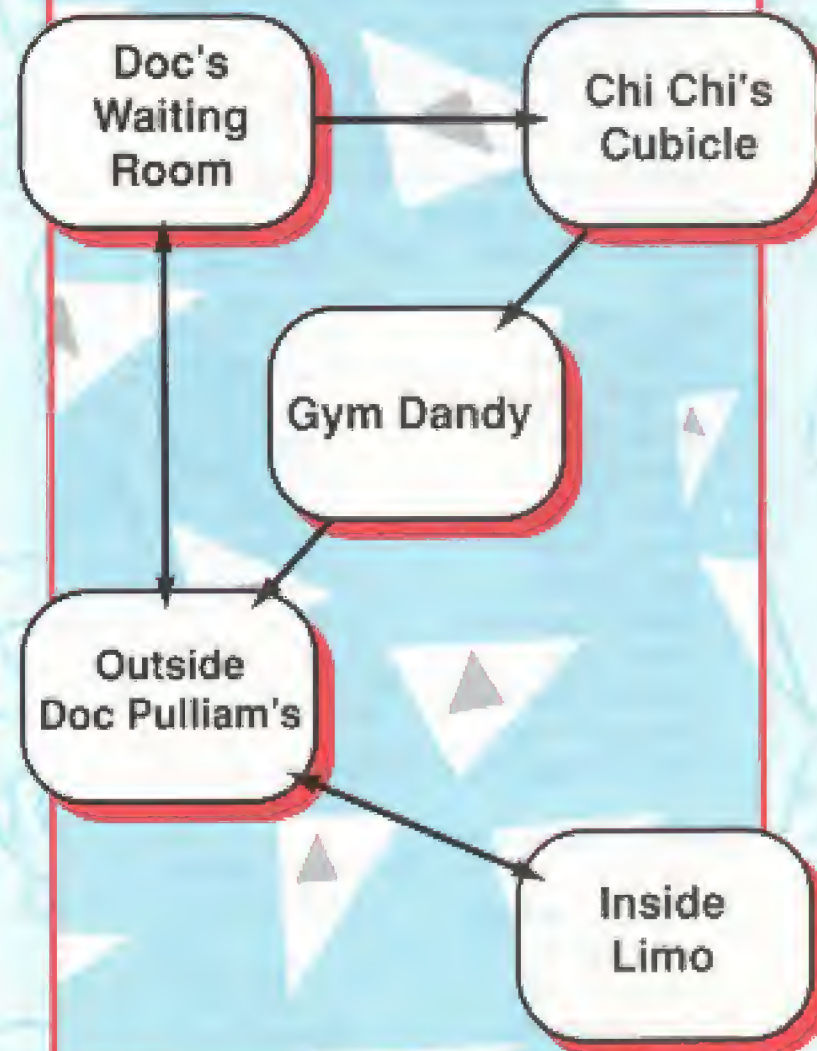 Doc's
Waiting
Room
Chi Chi's
Cubicle
Gym Dandy
Outside
Doc Pulliam's
Inside
Limo